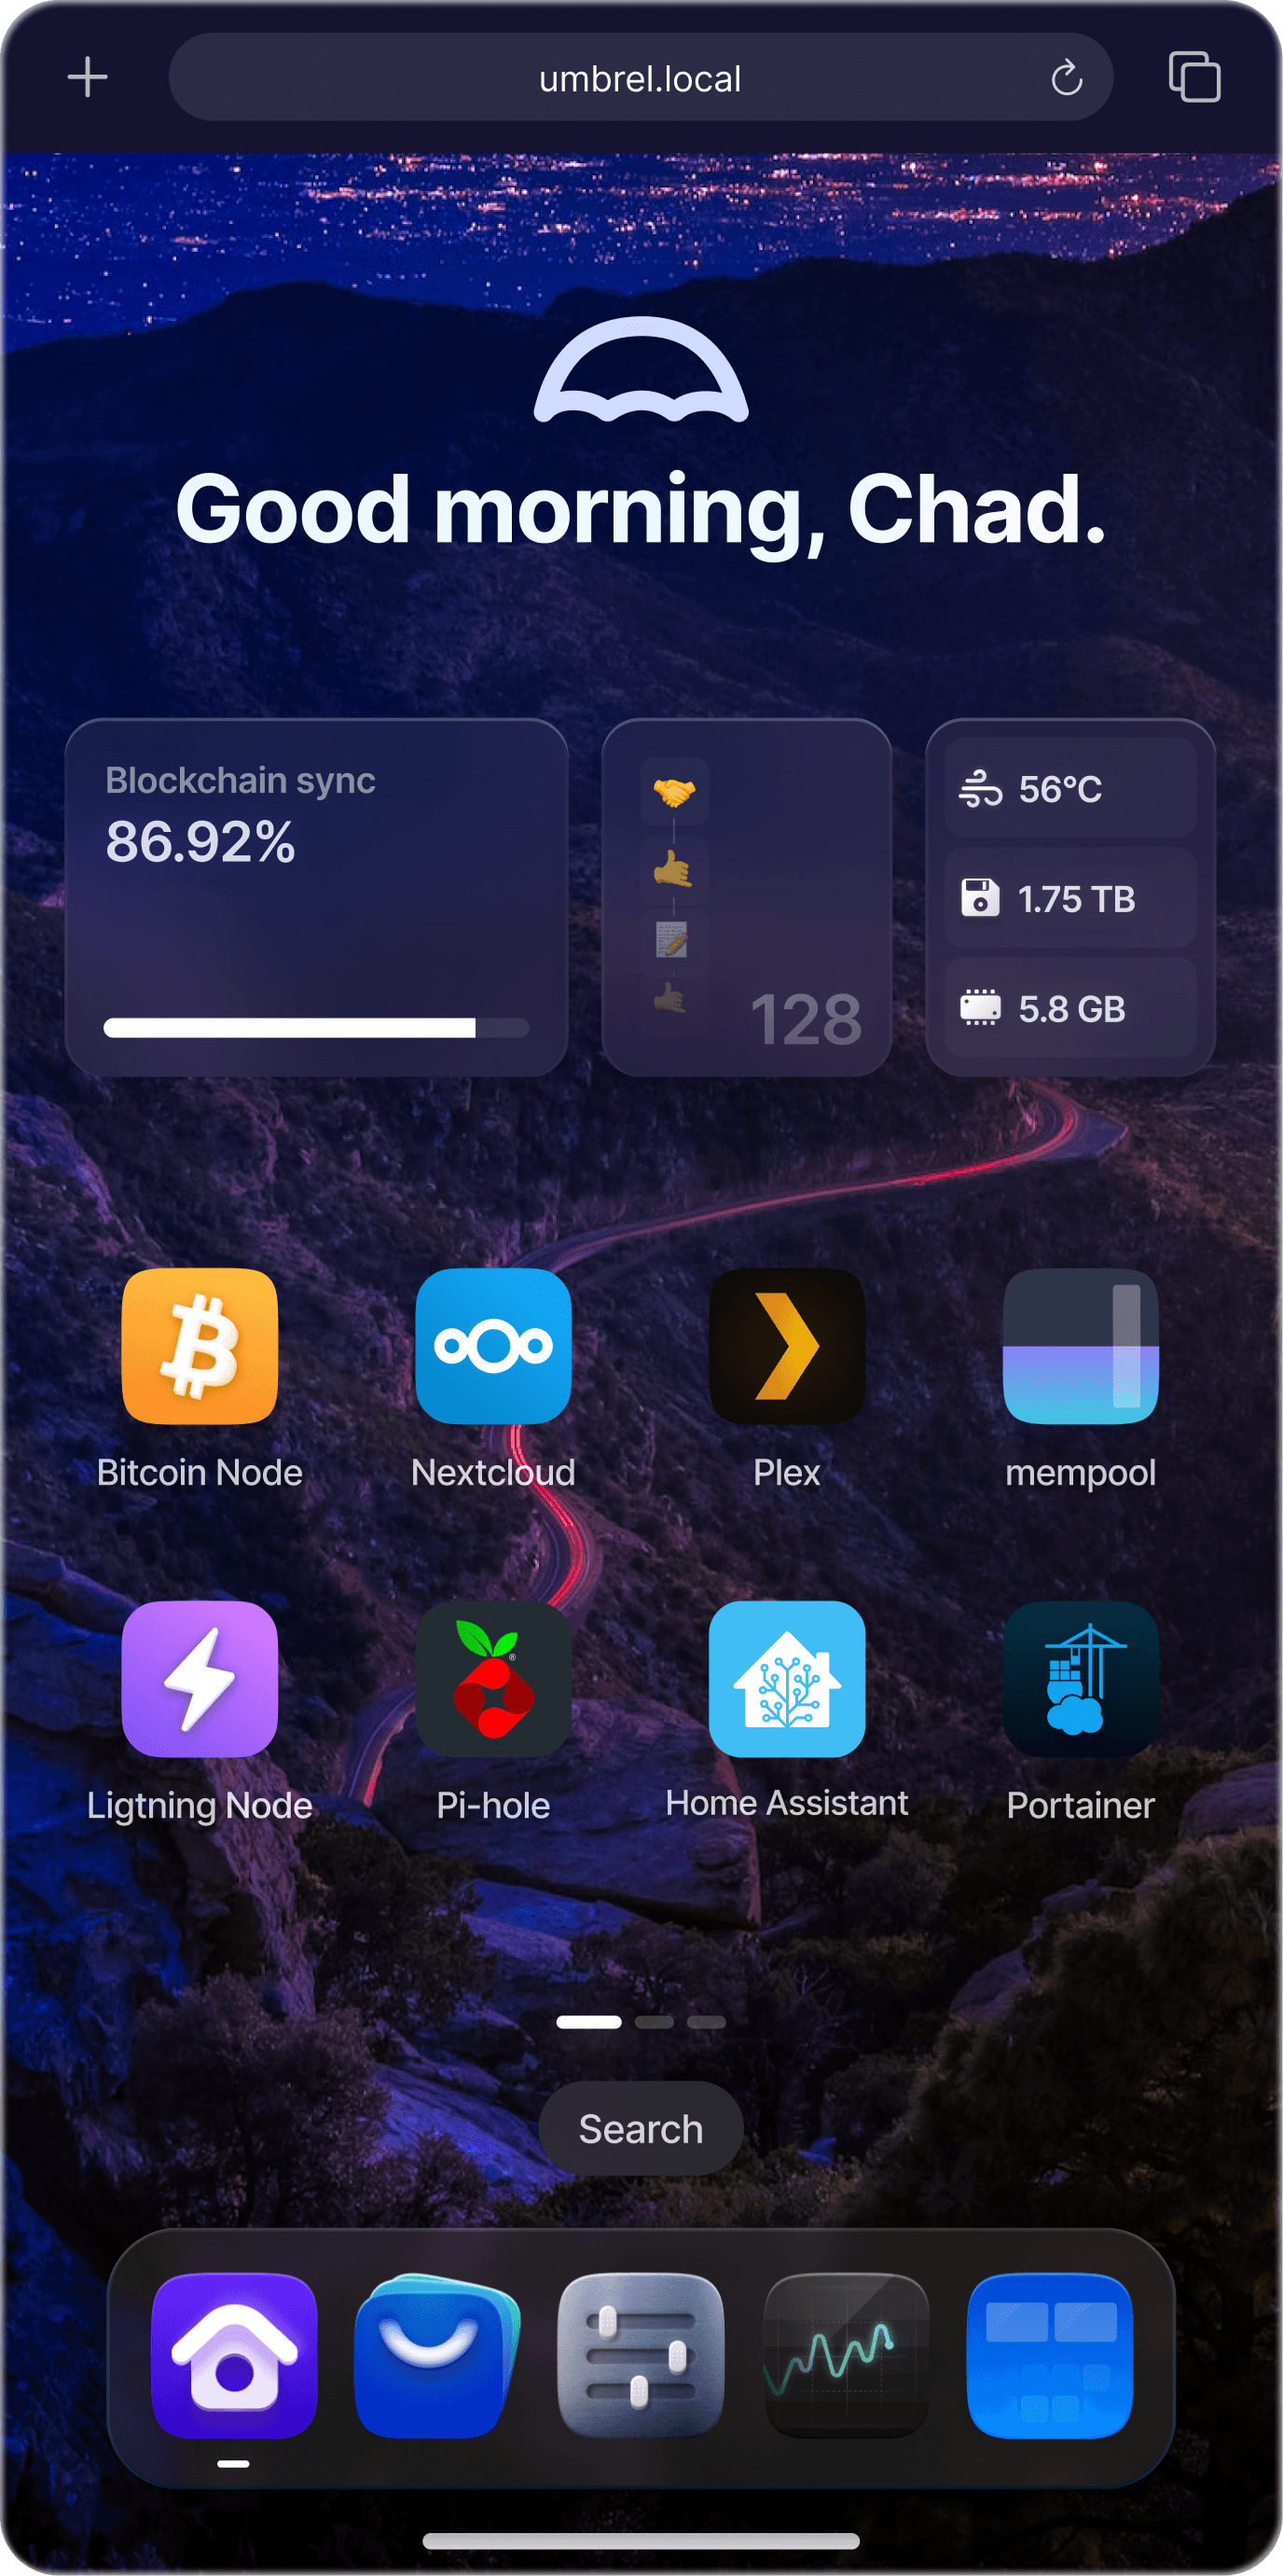 umbrel.local
Good morning, Chad.
Blockchain sync
86.92%
128
56°C
1.75 TB
5.8 GB
Bitcoin Node
Nextcloud
Plex
mempool
Ligtning Node
Pi-hole
Home Assistant
Portainer
Search